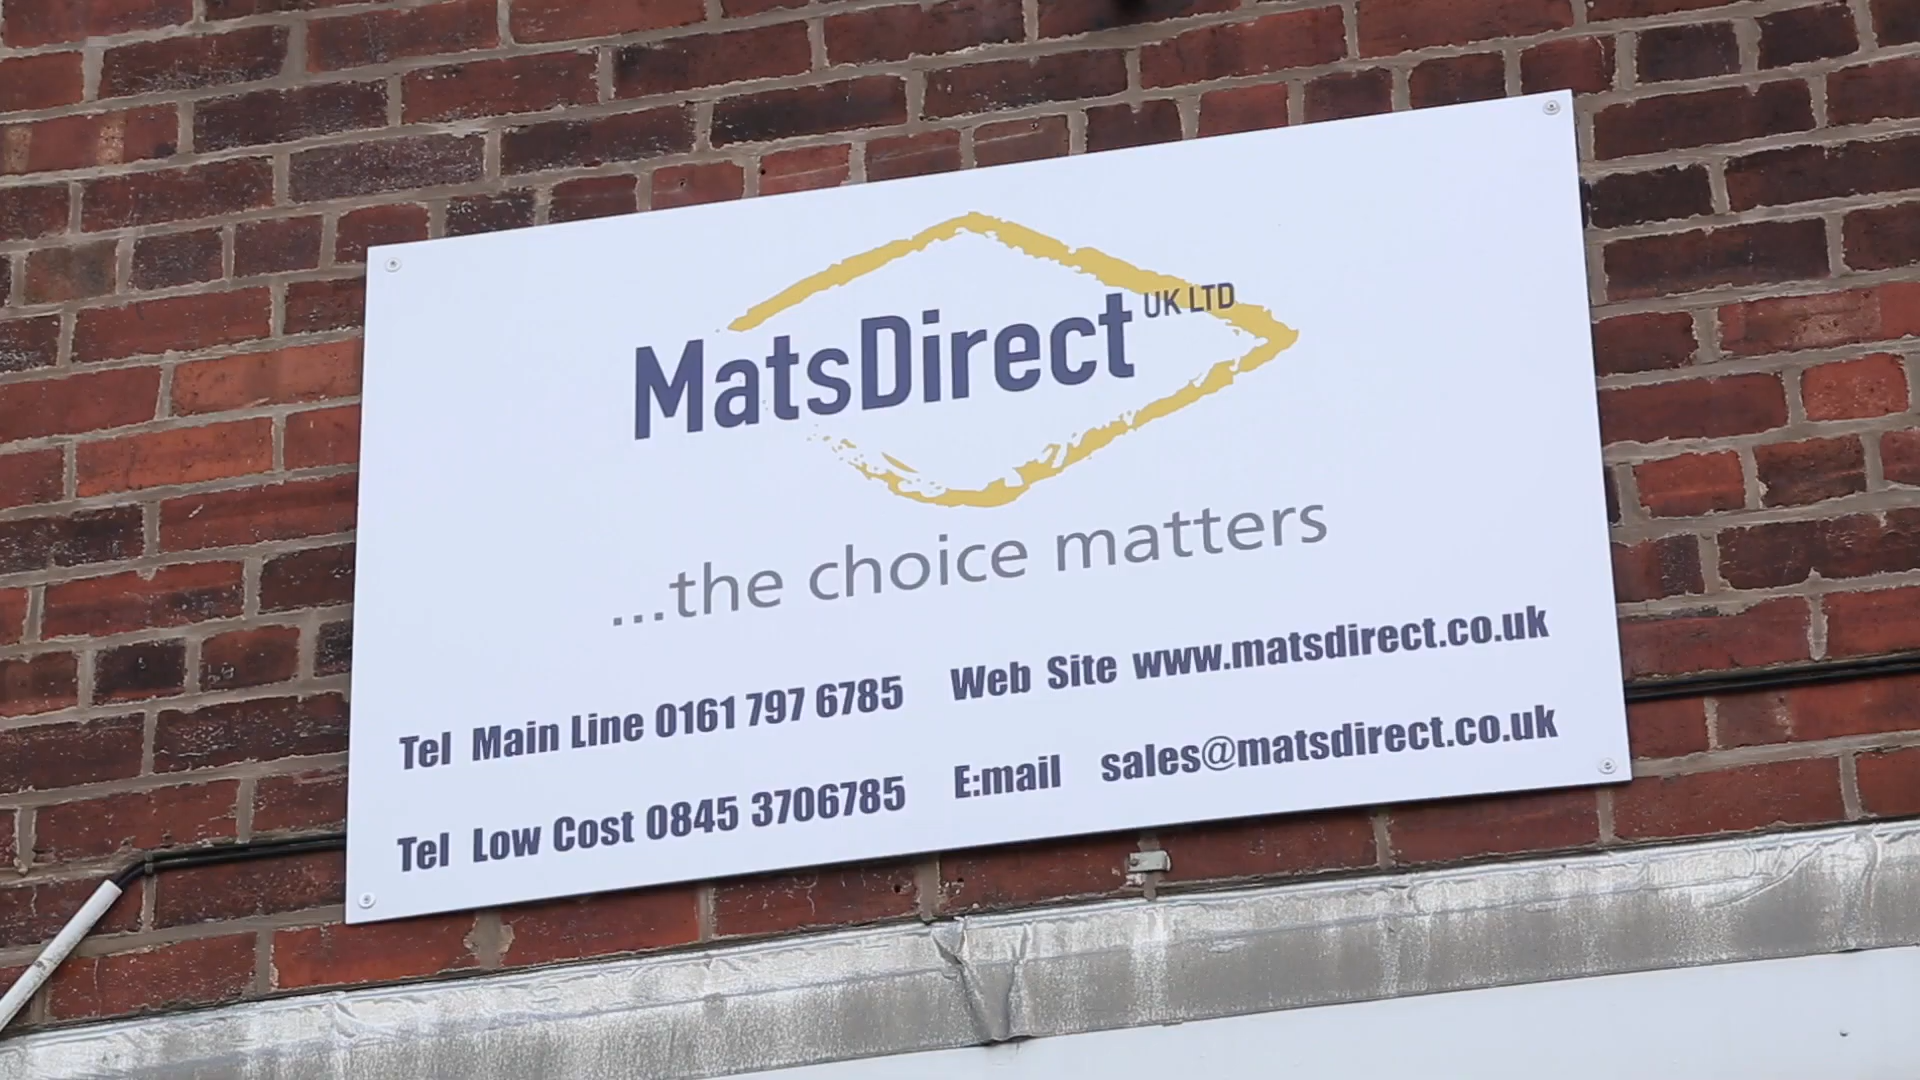 MatsDirect UK LTD
...the choice matters
Tel Main Line 0161 797 6785 Web Site www.matsdirect.co.uk
Tel Low Cost 0845 3706785 E:mail sales@matsdirect.co.uk